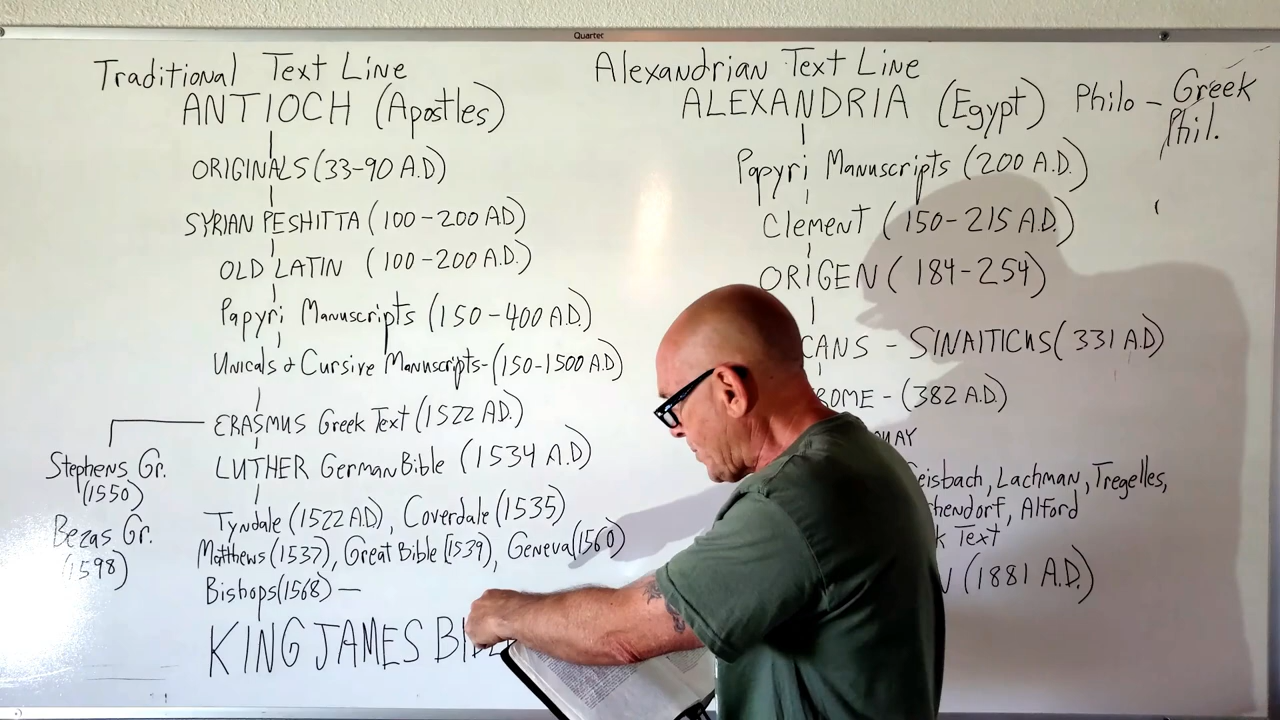 Quartet
Traditional Text Line
ANTIOCH (Apostles)
ORIGINALS (33-90 A.D)
SYRIAN PESHITTA (100-200 AD)
OLD LATIN (100-200 A.D.)
Papyri Manuscripts (150-400 A.D.)
Unicals & Cursive Manuscripts-(150-1500 A.D)
ERASMUS Greek Text (1522 AD.)
LUTHER German Bible (1534 A.D)
Stephens Gr.
(1550)
Bezas Gr.
(1598)
Tyndale (1522 A.D), Coverdale (1535)
Matthews (1537), Great Bible (1539), Geneva (1560)
Bishops (1568) —
KING JAMES BIBLE
Alexandrian Text Line
ALEXANDRIA (Egypt)
Philo - Greek
Phil.
Papyri Manuscripts (200 A.D.)
Clement (150-215 A.D.)
ORIGEN (184-254)
CANS - SINAITICUS (331 A.D)
ROME - (382 A.D.)
OUAY
eisbach, Lachman, Tregelles,
hendorf, Alford
k Text
N (1881 A.D.)